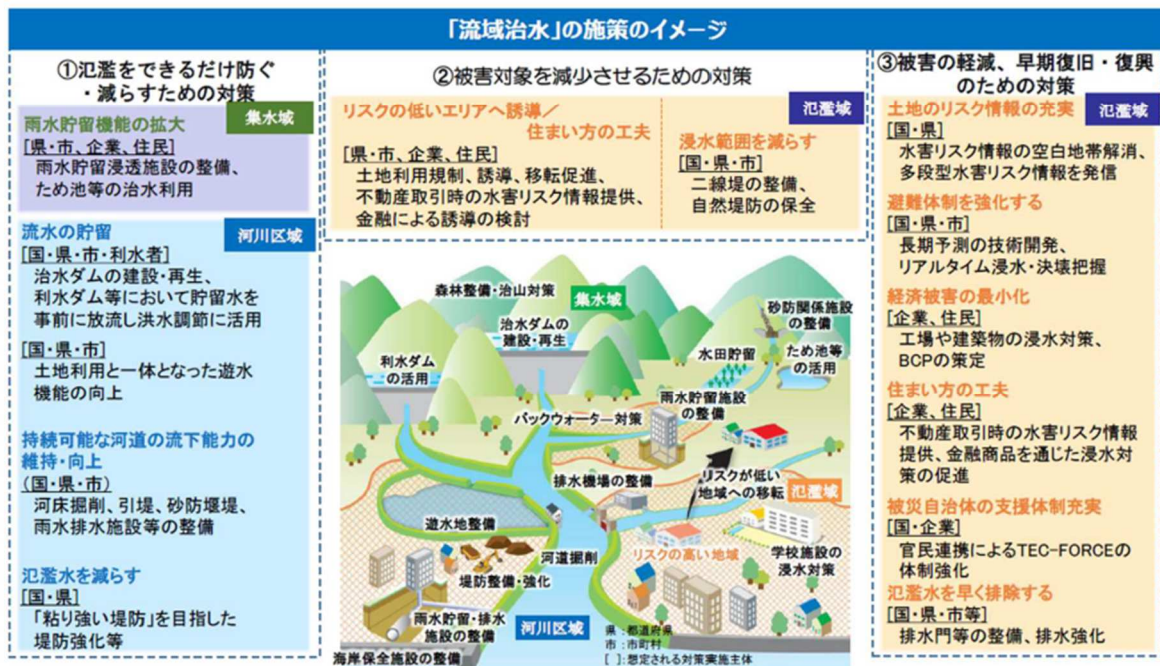 「流域治水」の施策のイメージ
①氾濫をできるだけ防ぐ
・減らすための対策
集水域
雨水貯留機能の拡大
[県・市、企業、住民]
雨水貯留浸透施設の整備、
ため池等の治水利用
河川区域
流水の貯留
[国・県・市・利水者]
治水ダムの建設・再生、
利水ダム等において貯留水を
事前に放流し洪水調節に活用
[国・県・市]
土地利用と一体となった遊水
機能の向上
持続可能な河道の流下能力の
維持・向上
(国・県・市)
河床掘削、引堤、砂防堰堤、
雨水排水施設等の整備
氾濫水を減らす
[国・県]
「粘り強い堤防」を目指した
堤防強化等
②被害対象を減少させるための対策
氾濫域
リスクの低いエリアへ誘導／
住まい方の工夫
[県・市、企業、住民]
土地利用規制、誘導、移転促進、
不動産取引時の水害リスク情報提供、
金融による誘導の検討
浸水範囲を減らす
[国・県・市]
二線堤の整備、
自然堤防の保全
森林整備・治山対策
集水域
砂防関係施設
の整備
治水ダムの
建設・再生
水田貯留
ため池等
の活用
利水ダム
の活用
雨水貯留施設
の整備
バックウォーター対策
排水機場の整備
リスクが低い
地域への移転
氾濫域
遊水地整備
河道掘削
リスクの高い地域
学校施設の
浸水対策
堤防整備・強化
雨水貯留・排水
施設の整備
河川区域
海岸保全施設の整備
県：都道府県
市：市町村
[ ]：想定される対策実施主体
③被害の軽減、早期復旧・復興
のための対策
氾濫域
土地のリスク情報の充実
[国・県]
水害リスク情報の空白地帯解消、
多段型水害リスク情報を発信
避難体制を強化する
[国・県・市]
長期予測の技術開発、
リアルタイム浸水・決壊把握
経済被害の最小化
[企業、住民]
工場や建築物の浸水対策、
BCPの策定
住まい方の工夫
[企業、住民]
不動産取引時の水害リスク情報
提供、金融商品を通じた浸水対
策の促進
被災自治体の支援体制充実
[国・企業]
官民連携によるTEC-FORCEの
体制強化
氾濫水を早く排除する
[国・県・市等]
排水門等の整備、排水強化